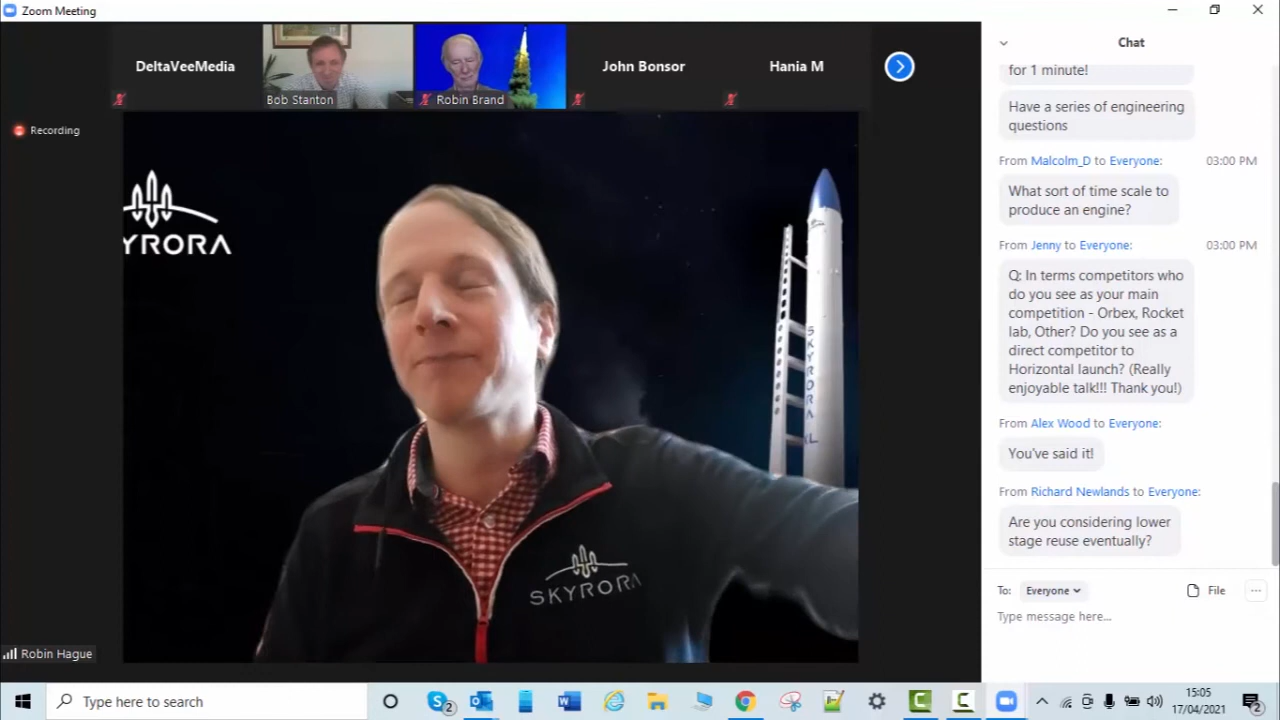 Zoom Meeting
DeltaVeeMedia
Bob Stanton
Robin Brand
John Bonsor
Hania M
Recording
YRORA
SKYRORA
SKYRORA
Robin Hague
Chat
for 1 minute!
Have a series of engineering
questions
From Malcolm_D to Everyone:
03:00 PM
What sort of time scale to
produce an engine?
From Jenny to Everyone:
03:00 PM
Q: In terms competitors who
do you see as your main
competition - Orbex, Rocket
lab, Other? Do you see as a
direct competitor to
Horizontal launch? (Really
enjoyable talk!!! Thank you!)
From Alex Wood to Everyone:
You've said it!
From Richard Newlands to Everyone:
Are you considering lower
stage reuse eventually?
To:
Everyone
File
Type message here...
Type here to search
2
15:05
17/04/2021
2